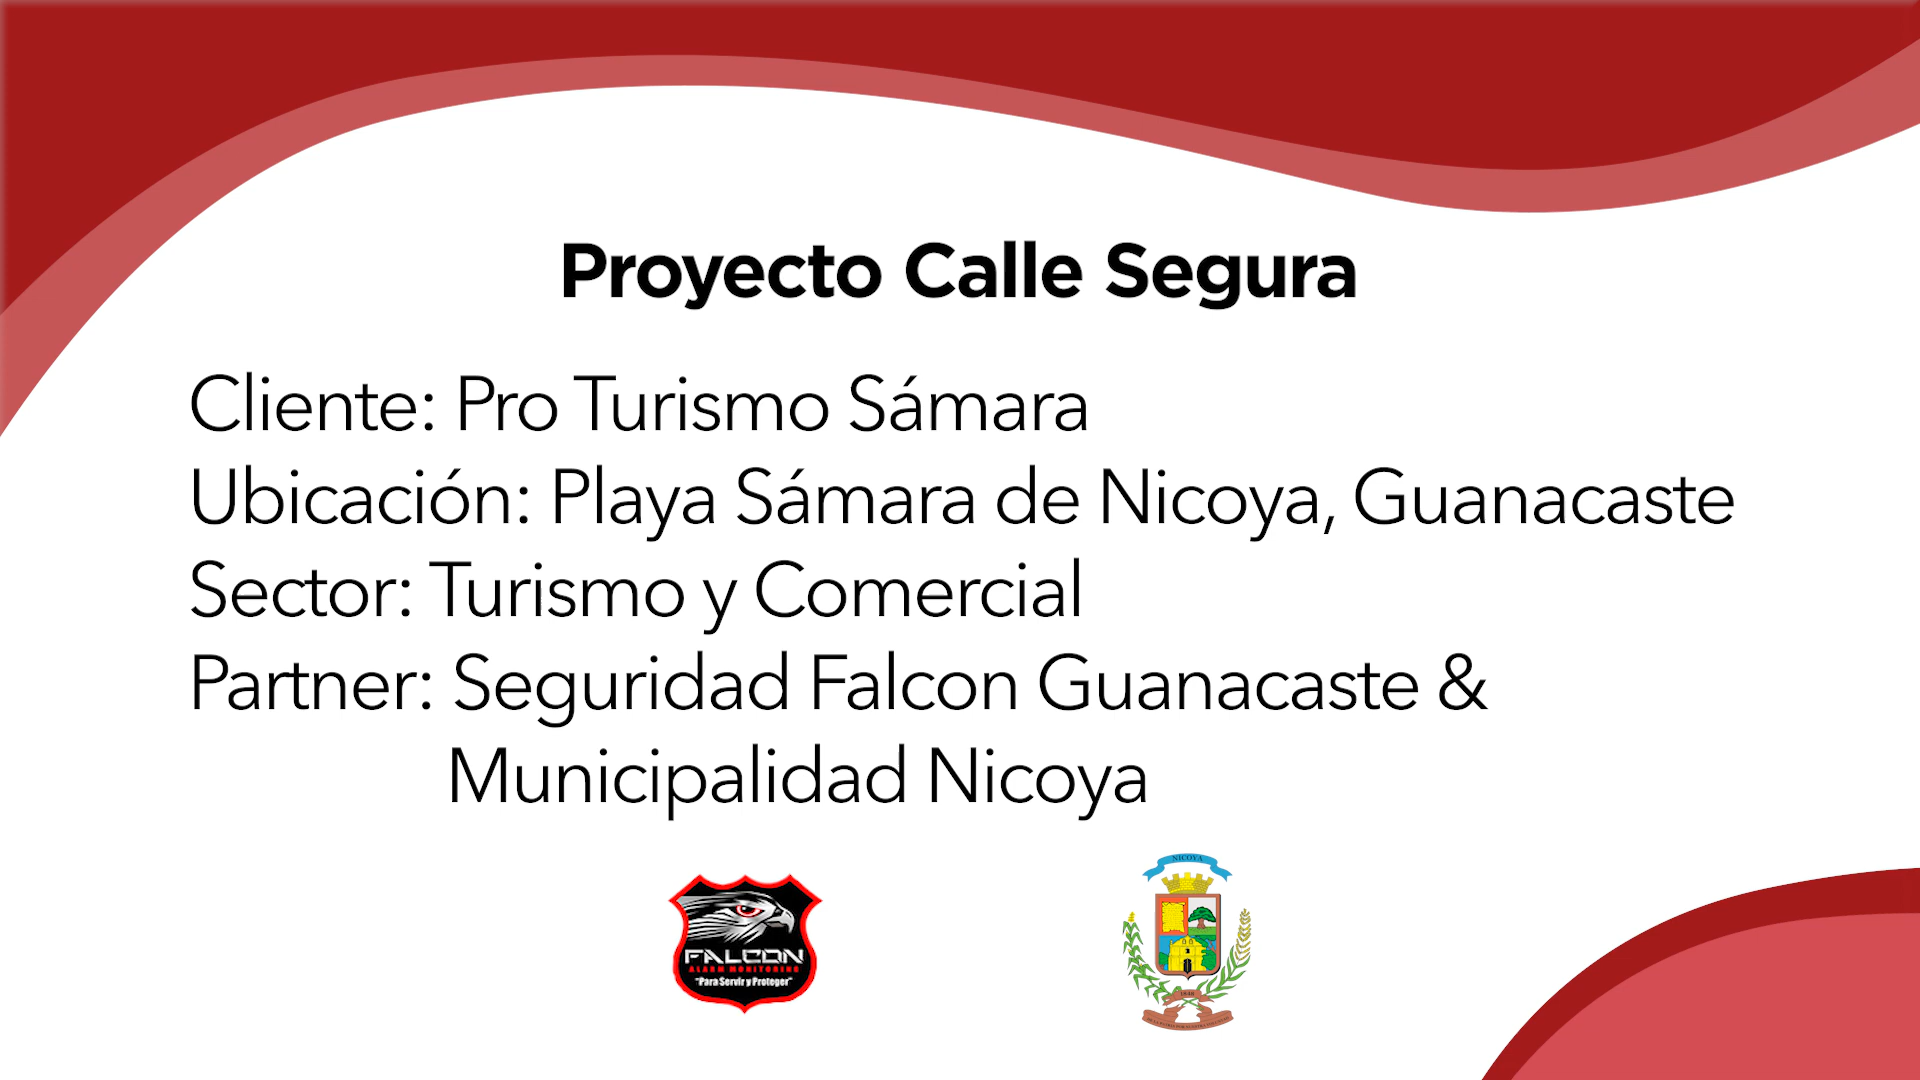 Proyecto Calle Segura
Cliente: Pro Turismo Sámara
Ubicación: Playa Sámara de Nicoya, Guanacaste
Sector: Turismo y Comercial
Partner: Seguridad Falcon Guanacaste &
Municipalidad Nicoya
FALCON
ALARM MONITORING
"Para Servir y Proteger"
NICOYA